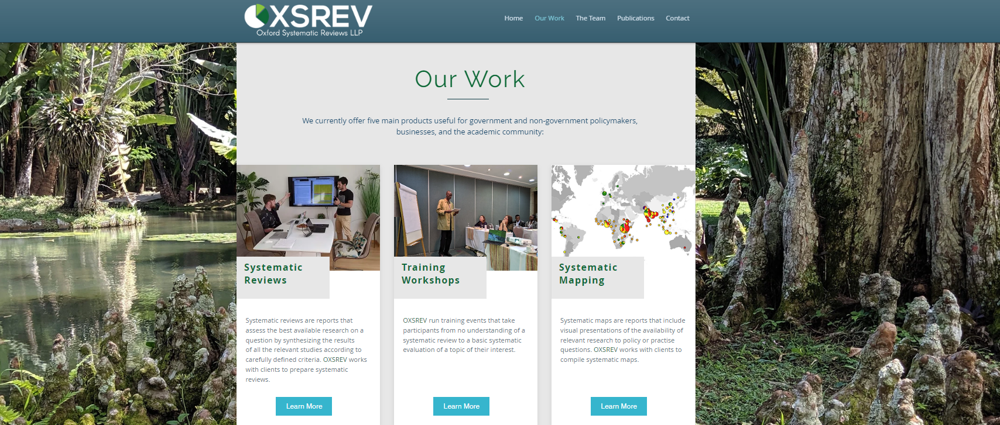 OXSREV
Oxford Systematic Reviews LLP
Home
Our Work
The Team
Publications
Contact
Our Work
We currently offer five main products useful for government and non-government policymakers,
businesses, and the academic community:
Systematic
Reviews
Systematic reviews are reports that
assess the best available research on a
question by synthesizing the results
of all the relevant studies according to
carefully defined criteria. OXSREV works
with clients to prepare systematic
reviews.
Learn More
Training
Workshops
OXSREV run training events that take
participants from no understanding of a
systematic review to a basic systematic
evaluation of a topic of their interest.
Learn More
Systematic
Mapping
Systematic maps are reports that include
visual presentations of the availability of
relevant research to policy or practise
questions. OXSREV works with clients to
compile systematic maps.
Learn More